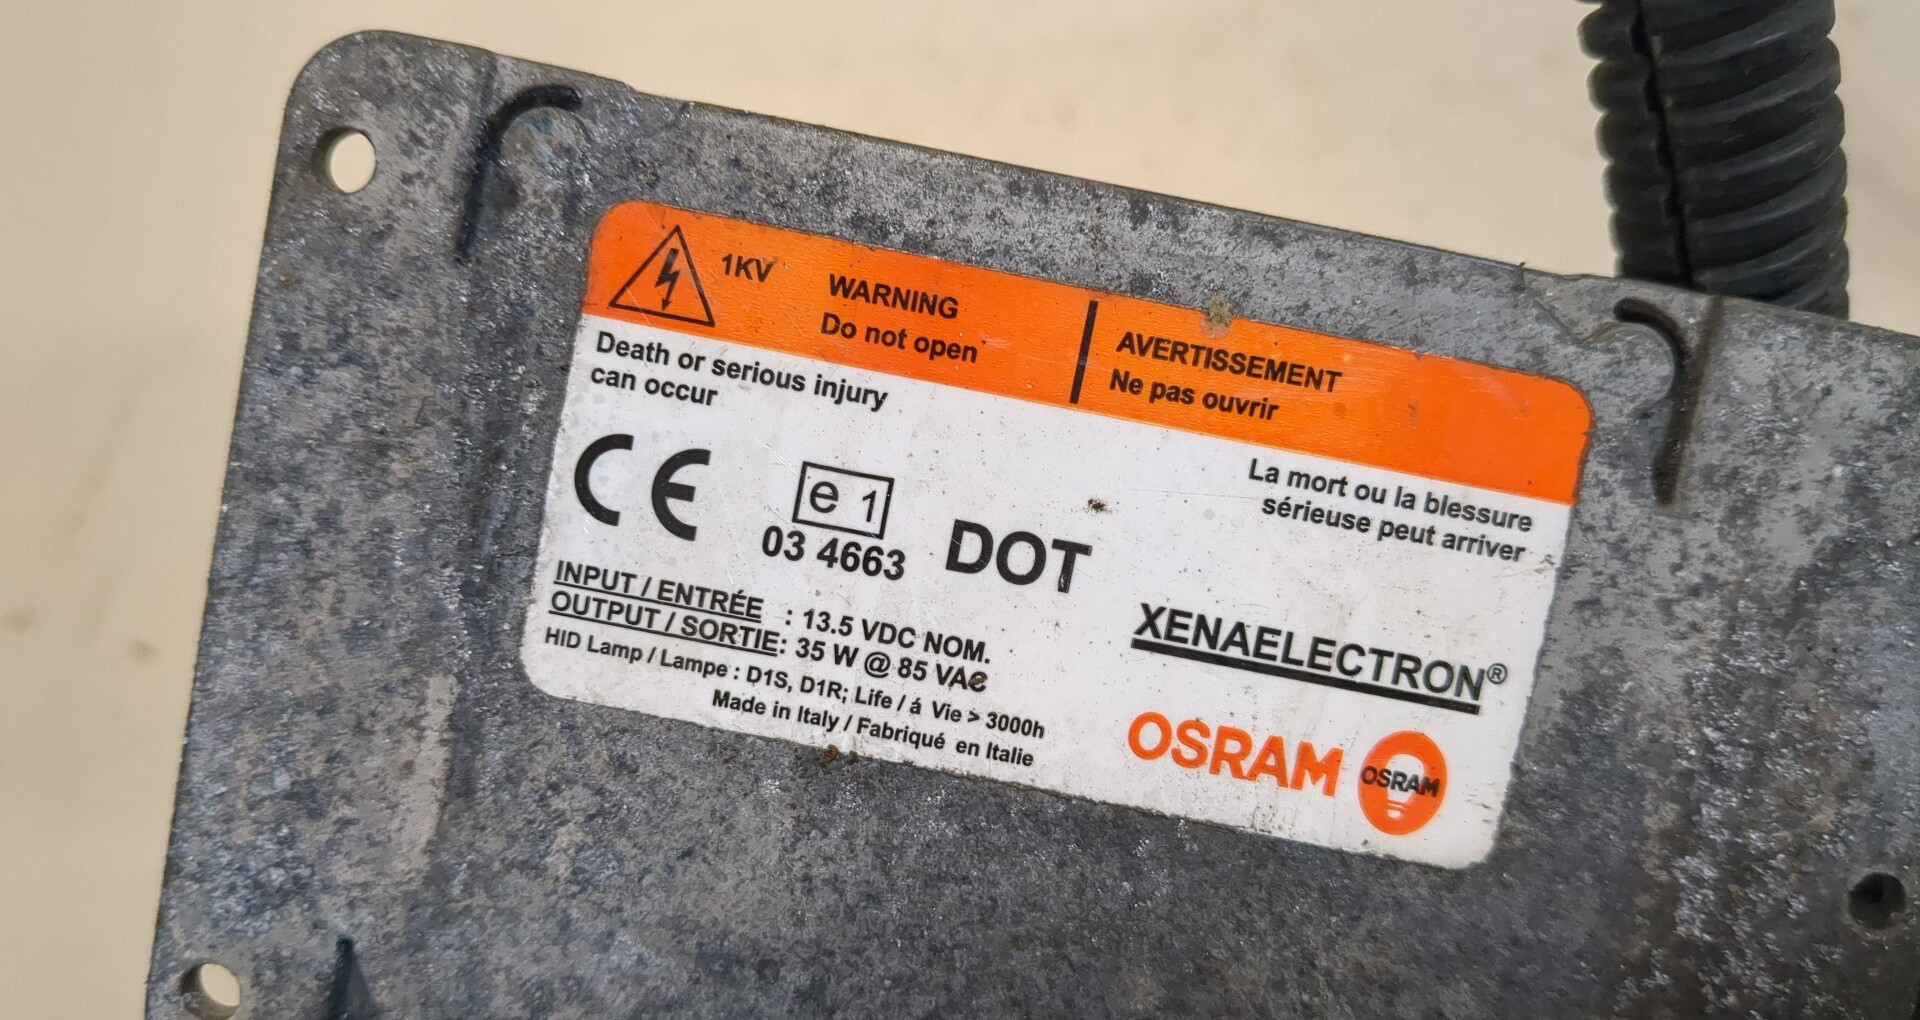 1KV
WARNING
Do not open
AVERTISSEMENT
Ne pas ouvrir
Death or serious injury
can occur
La mort ou la blessure
sérieuse peut arriver
CE
e 1
03 4663
DOT
INPUT / ENTRÉE : 13.5 VDC NOM.
OUTPUT / SORTIE: 35 W @ 85 VAC
HID Lamp / Lampe : D1S, D1R; Life / á Vie > 3000h
Made in Italy / Fabriqué en Italie
XENAELECTRON®
OSRAM
OSRAM